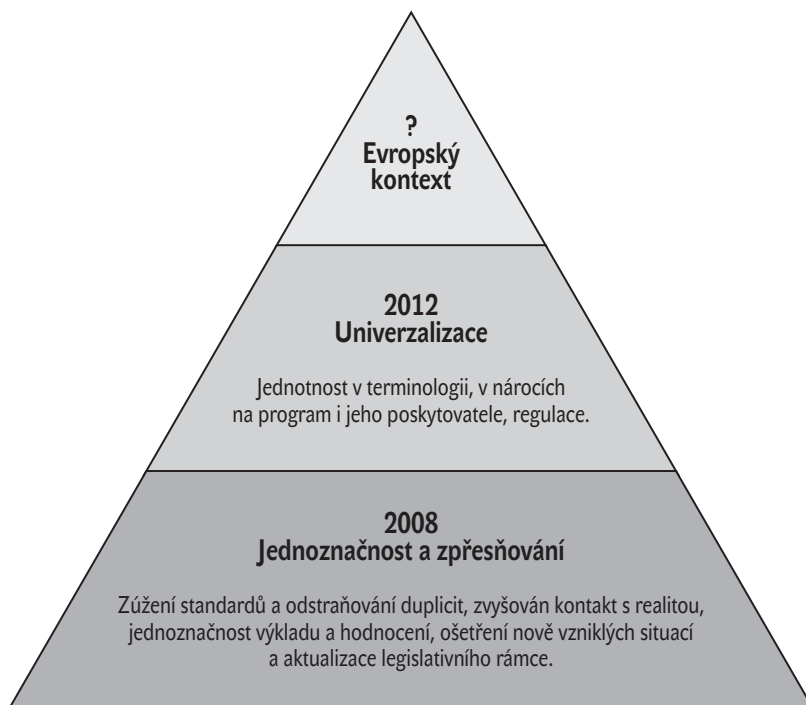 ?
Evropský
kontext
2012
Univerzalizace
Jednotnost v terminologii, v nárocích
na program i jeho poskytovatele, regulace.
2008
Jednoznačnost a zpřesňování
Zúžení standardů a odstraňování duplicit, zvyšován kontakt s realitou,
jednoznačnost výkladu a hodnocení, ošetření nově vzniklých situací
a aktualizace legislativního rámce.